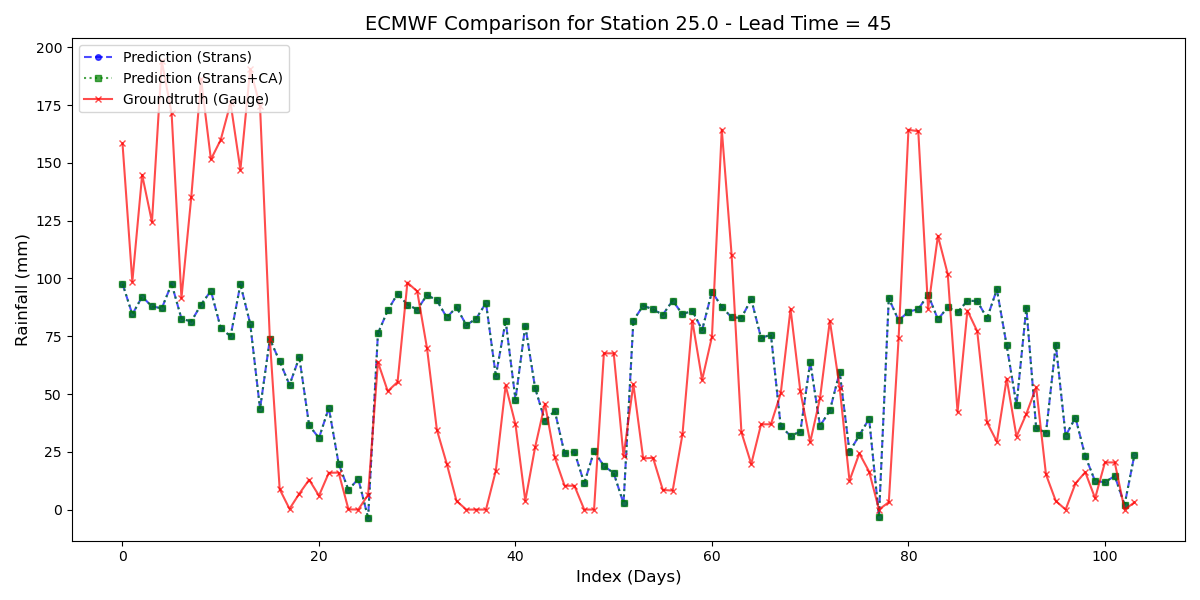 ECMWF Comparison for Station 25.0 - Lead Time = 45
Prediction (Strans)
Prediction (Strans+CA)
Groundtruth (Gauge)
Rainfall (mm)
200
175
150
125
100
75
50
25
0
0 20 40 60 80 100
Index (Days)